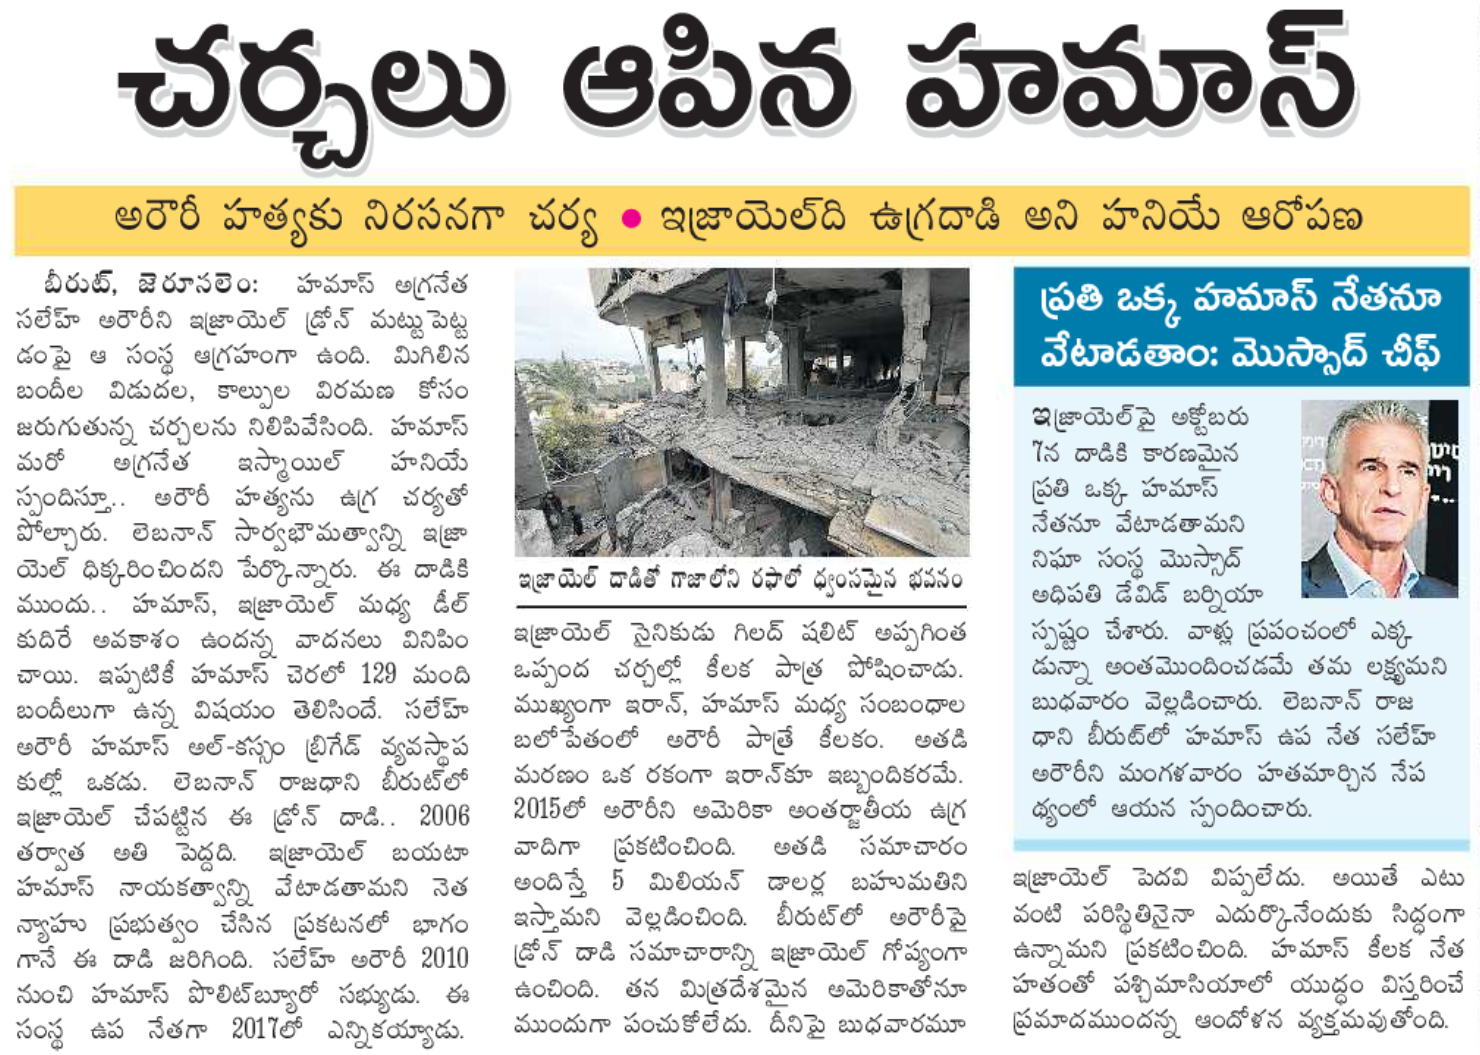 చర్చలు ఆపిన హమాస్
అరౌరీ హత్యకు నిరసనగా చర్య ● ఇజ్రాయెల్‌ది ఉగ్రదాడి అని హనియే ఆరోపణ
బీరుట్, జెరూసలెం: హమాస్ అగ్రనేత
సలేహ్ అరౌరీని ఇజ్రాయెల్ డ్రోన్ మట్టుపెట్ట
డంపై ఆ సంస్థ ఆగ్రహంగా ఉంది. మిగిలిన
బందీల విడుదల, కాల్పుల విరమణ కోసం
జరుగుతున్న చర్చలను నిలిపివేసింది. హమాస్
మరో అగ్రనేత ఇస్మాయిల్ హనియే
స్పందిస్తూ.. అరౌరీ హత్యను ఉగ్ర చర్యతో
పోల్చారు. లెబనాన్ సార్వభౌమత్వాన్ని ఇజ్రా
యెల్ ధిక్కరించిందని పేర్కొన్నారు. ఈ దాడికి
ముందు.. హమాస్, ఇజ్రాయెల్ మధ్య డీల్
కుదిరే అవకాశం ఉందన్న వాదనలు వినిపిం
చాయి. ఇప్పటికీ హమాస్ చెరలో 129 మంది
బందీలుగా ఉన్న విషయం తెలిసిందే. సలేహ్
అరౌరీ హమాస్ అల్-కస్సం బ్రిగేడ్ వ్యవస్థాప
కుల్లో ఒకడు. లెబనాన్ రాజధాని బీరుట్‌లో
ఇజ్రాయెల్ చేపట్టిన ఈ డ్రోన్ దాడి.. 2006
తర్వాత అతి పెద్దది. ఇజ్రాయెల్ బయటా
హమాస్ నాయకత్వాన్ని వేటాడతామని నెత
న్యాహు ప్రభుత్వం చేసిన ప్రకటనలో భాగం
గానే ఈ దాడి జరిగింది. సలేహ్ అరౌరీ 2010
నుంచి హమాస్ పొలిట్‌బ్యూరో సభ్యుడు. ఈ
సంస్థ ఉప నేతగా 2017లో ఎన్నికయ్యాడు.
ఇజ్రాయెల్ దాడితో గాజాలోని రఫాలో ధ్వంసమైన భవనం
ఇజ్రాయెల్ సైనికుడు గిలద్ షలిట్ అప్పగింత
ఒప్పంద చర్చల్లో కీలక పాత్ర పోషించాడు.
ముఖ్యంగా ఇరాన్, హమాస్ మధ్య సంబంధాల
బలోపేతంలో అరౌరీ పాత్రే కీలకం. అతడి
మరణం ఒక రకంగా ఇరాన్‌కూ ఇబ్బందికరమే.
2015లో అరౌరీని అమెరికా అంతర్జాతీయ ఉగ్ర
వాదిగా ప్రకటించింది. అతడి సమాచారం
అందిస్తే 5 మిలియన్ డాలర్ల బహుమతిని
ఇస్తామని వెల్లడించింది. బీరుట్‌లో అరౌరీపై
డ్రోన్ దాడి సమాచారాన్ని ఇజ్రాయెల్ గోప్యంగా
ఉంచింది. తన మిత్రదేశమైన అమెరికాతోనూ
ముందుగా పంచుకోలేదు. దీనిపై బుధవారమూ
ప్రతి ఒక్క హమాస్ నేతనూ
వేటాడతాం: మొస్సాద్ చీఫ్
ఇజ్రాయెల్‌పై అక్టోబరు
7న దాడికి కారణమైన
ప్రతి ఒక్క హమాస్
నేతనూ వేటాడతామని
నిఘా సంస్థ మొస్సాద్
అధిపతి డేవిడ్ బర్నియా
స్పష్టం చేశారు. వాళ్లు ప్రపంచంలో ఎక్క
డున్నా అంతమొందించడమే తమ లక్ష్యమని
బుధవారం వెల్లడించారు. లెబనాన్ రాజ
ధాని బీరుట్‌లో హమాస్ ఉప నేత సలేహ్
అరౌరీని మంగళవారం హతమార్చిన నేప
థ్యంలో ఆయన స్పందించారు.
ఇజ్రాయెల్ పెదవి విప్పలేదు. అయితే ఎటు
వంటి పరిస్థితినైనా ఎదుర్కొనేందుకు సిద్ధంగా
ఉన్నామని ప్రకటించింది. హమాస్ కీలక నేత
హతంతో పశ్చిమాసియాలో యుద్ధం విస్తరించే
ప్రమాదముందన్న ఆందోళన వ్యక్తమవుతోంది.